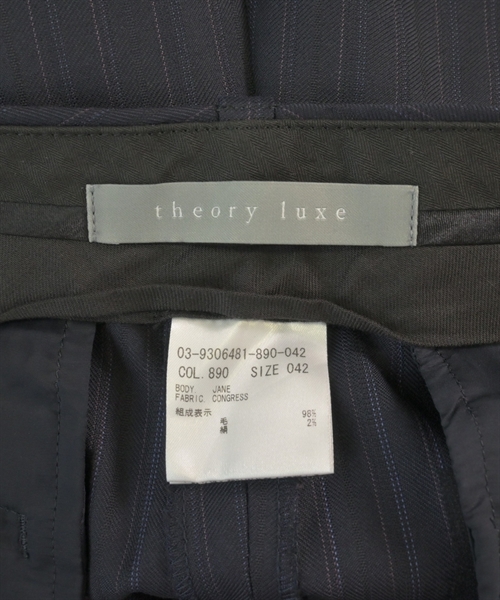 theory luxe
03-9306481-890-042
COL. 890 SIZE 042
BODY. JANE
FABRIC. CONGRESS
組成表示
毛 98%
絹 2%